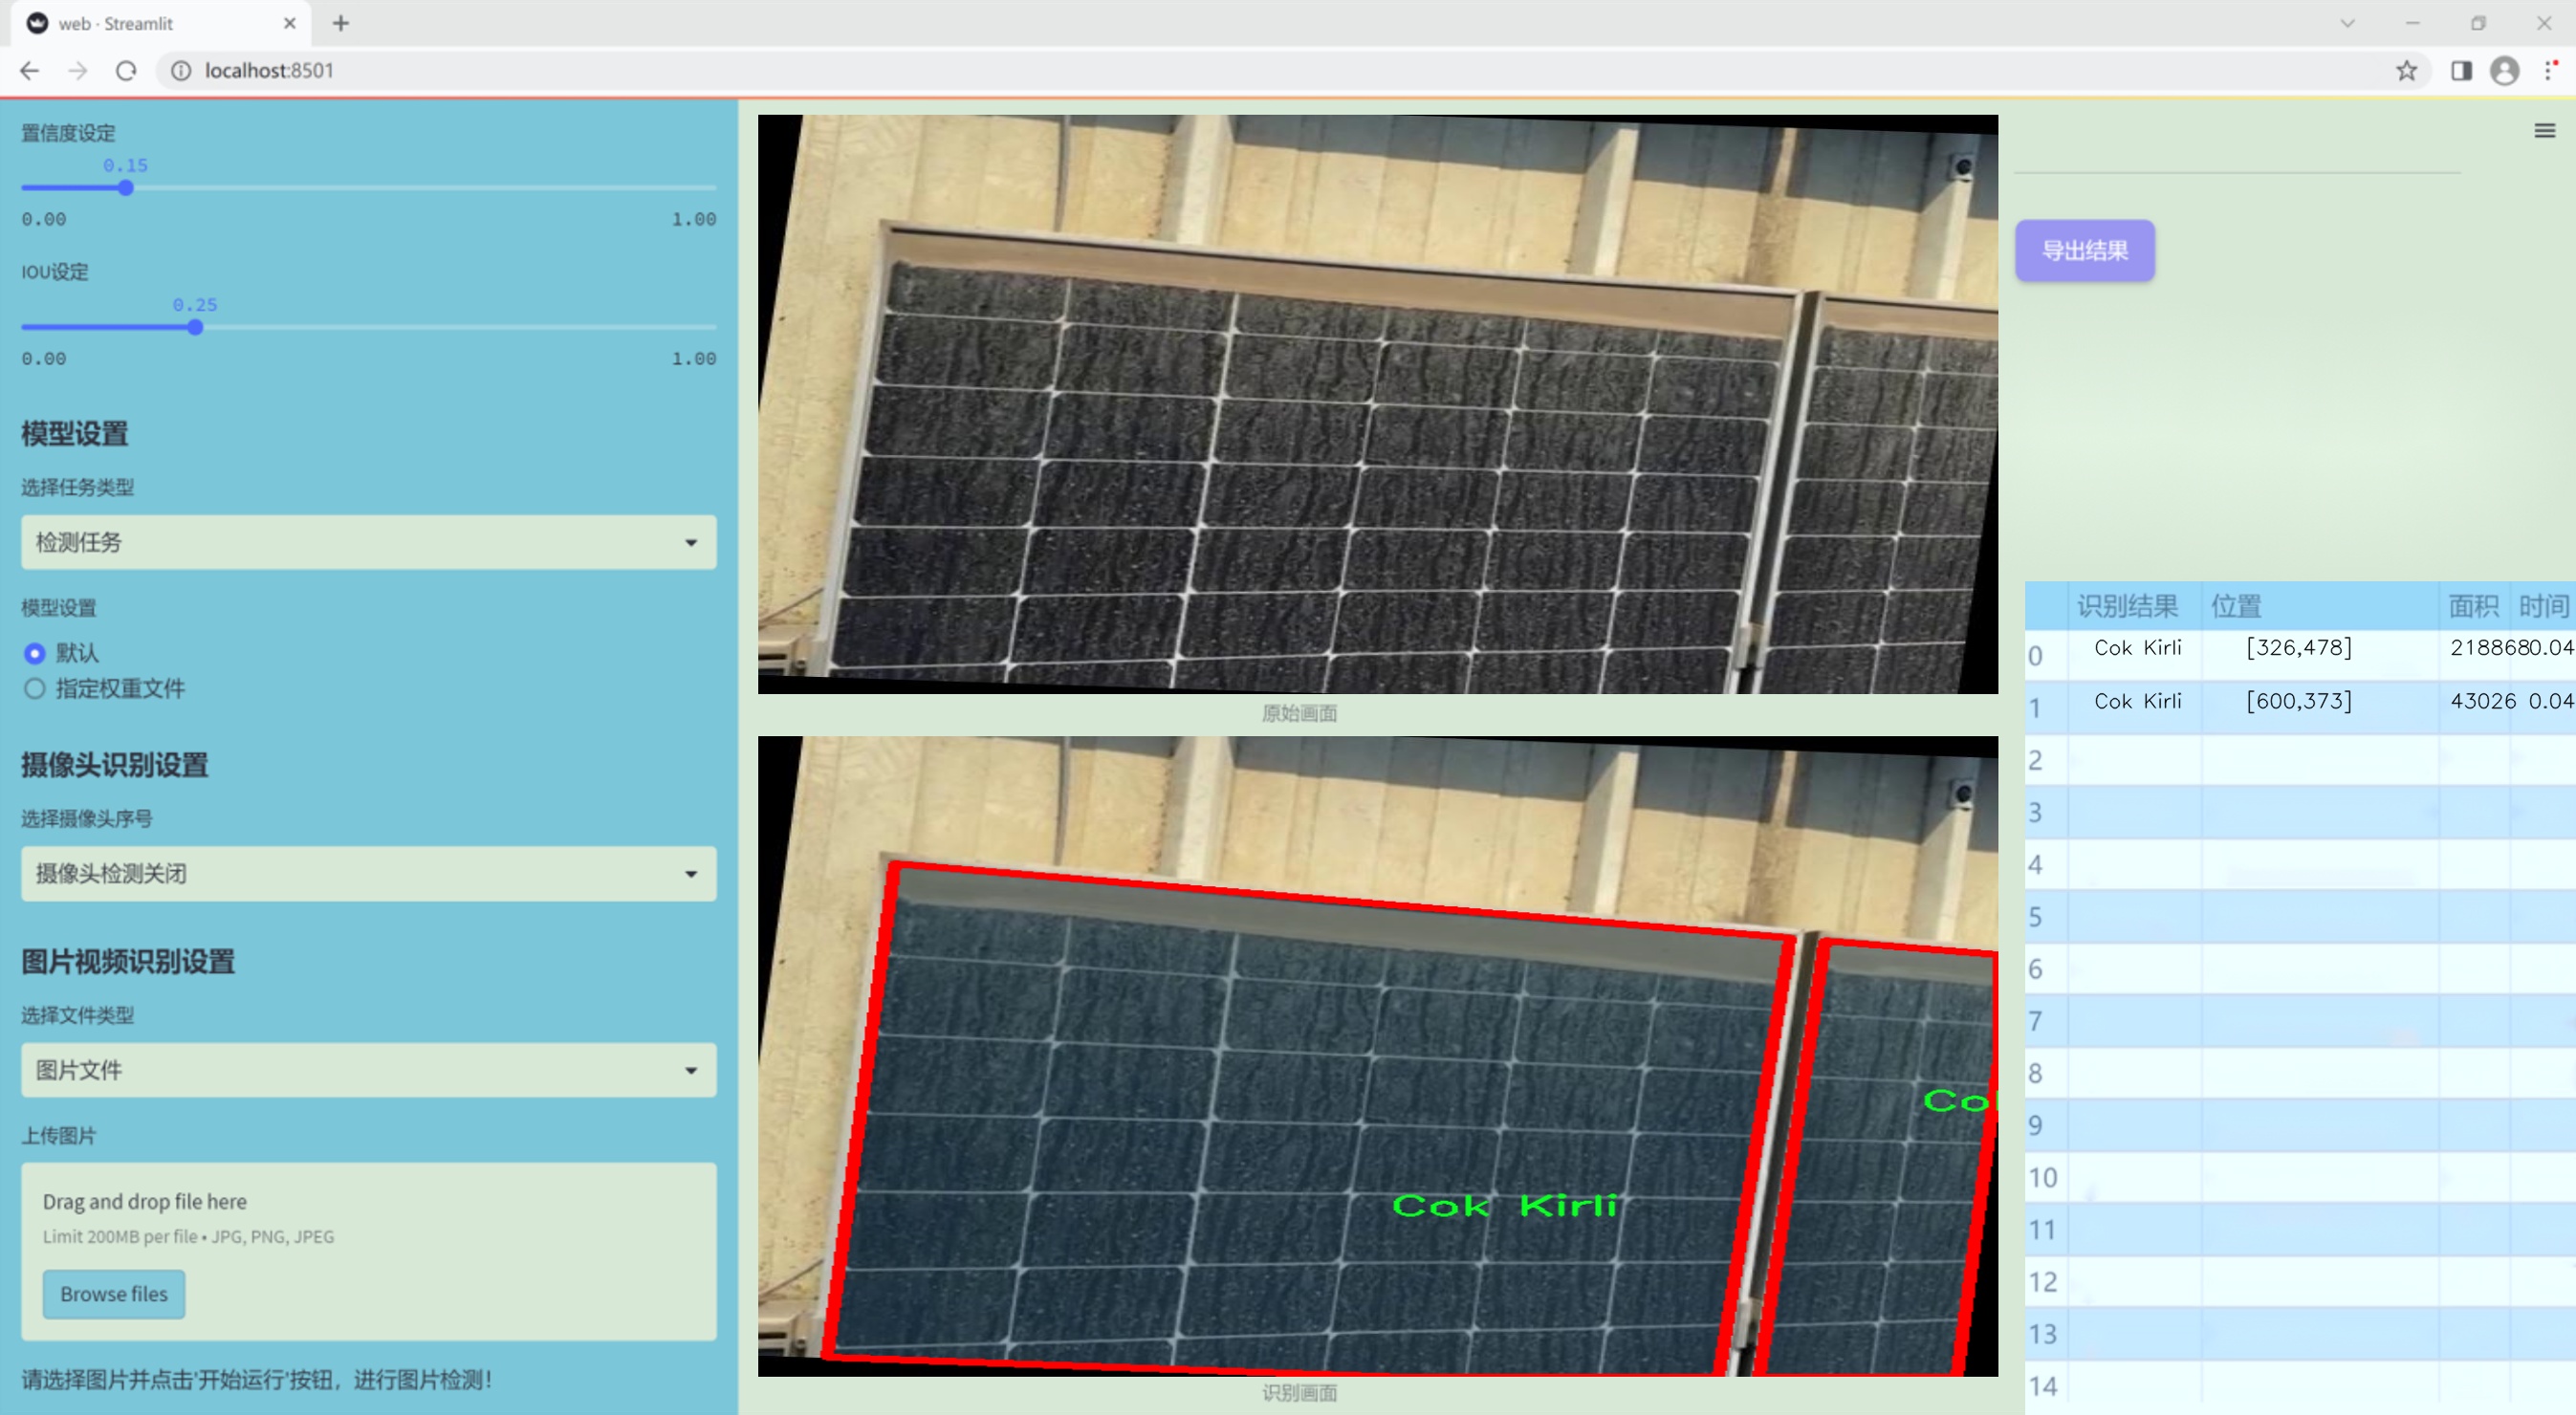 web · Streamlit
localhost:8501
置信度设定
0.15
0.00 1.00
IOU设定
0.25
0.00 1.00
模型设置
选择任务类型
检测任务
模型设置
默认
指定权重文件
摄像头识别设置
选择摄像头序号
摄像头检测关闭
图片视频识别设置
选择文件类型
图片文件
上传图片
Drag and drop file here
Limit 200MB per file • JPG, PNG, JPEG
Browse files
请选择图片并点击'开始运行'按钮，进行图片检测!
原始画面
Co
Cok Kirli
识别画面
导出结果
识别结果 位置 面积 时间
0 Cok Kirli [326,478] 2188680.04
1 Cok Kirli [600,373] 43026 0.04
2
3
4
5
6
7
8
9
10
11
12
13
14